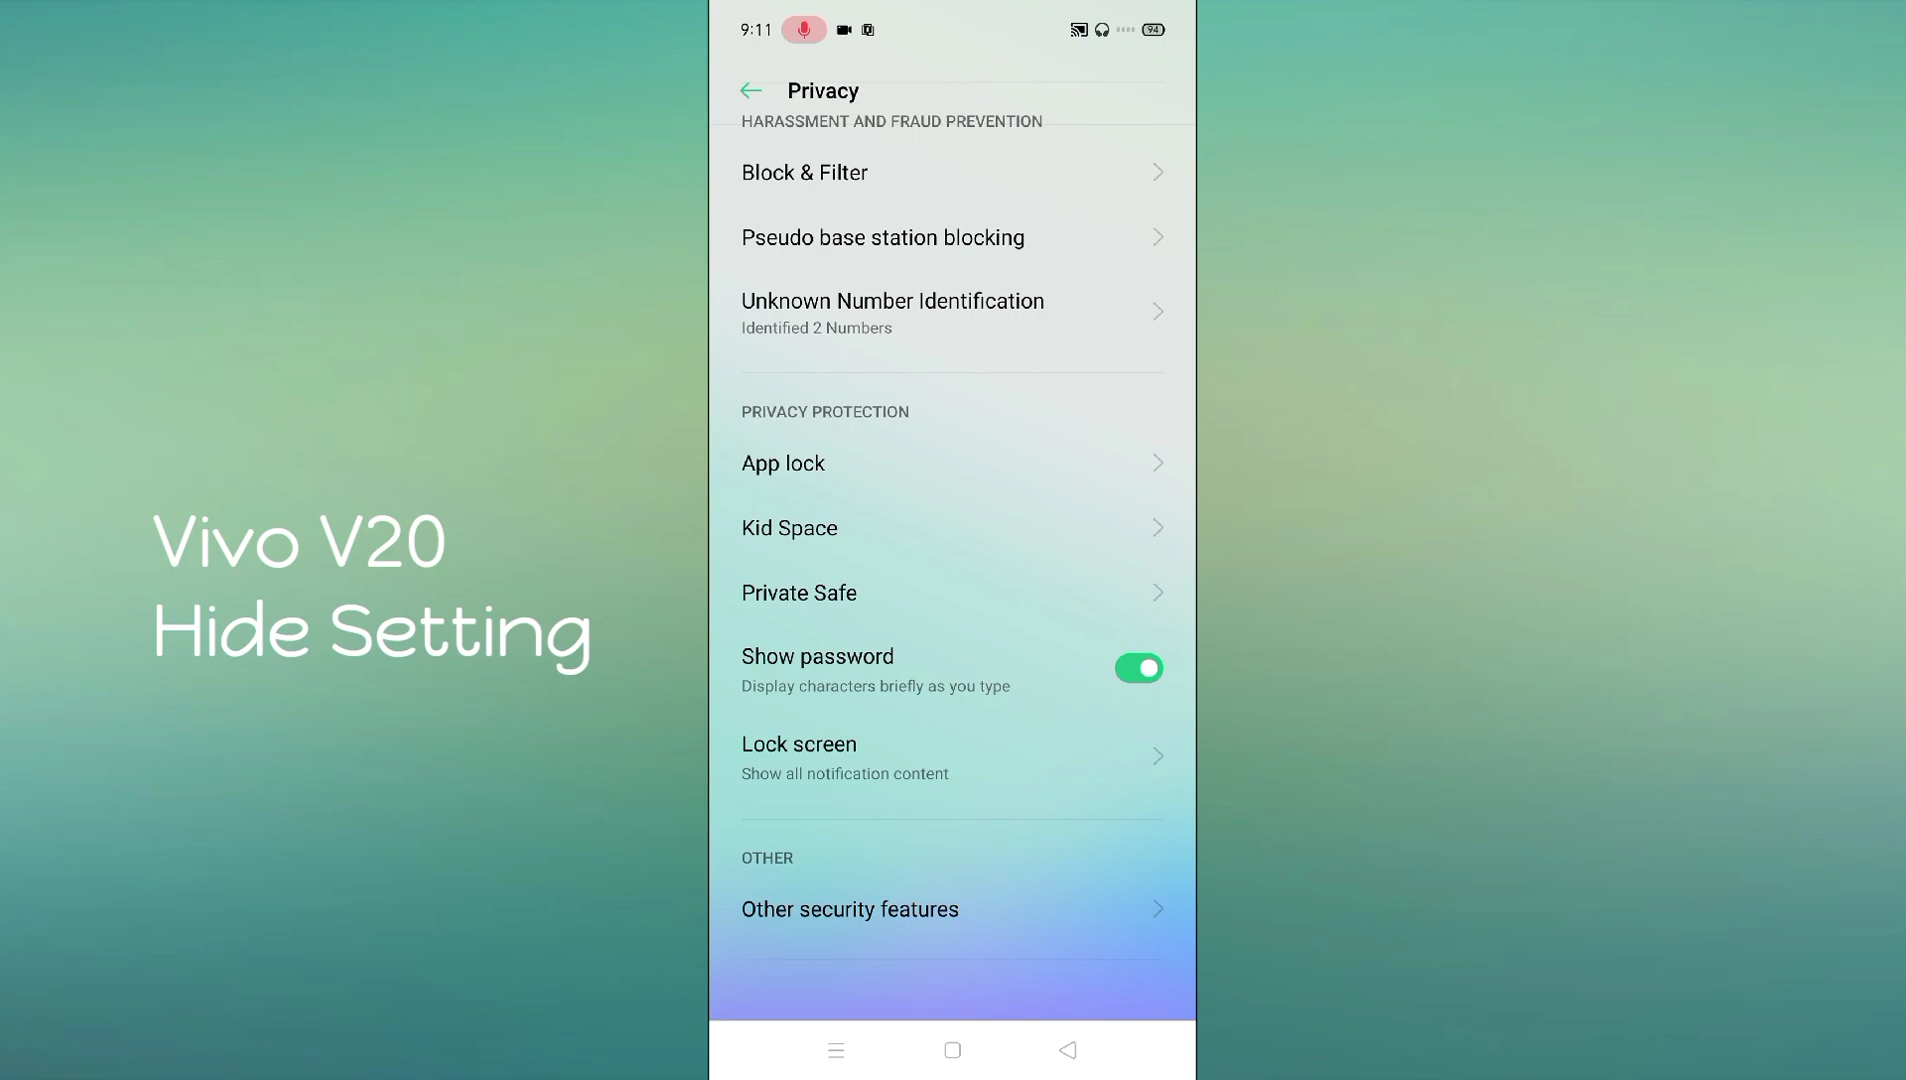 9:11
94
Privacy
HARASSMENT AND FRAUD PREVENTION
Block & Filter
Pseudo base station blocking
Unknown Number Identification
Identified 2 Numbers
PRIVACY PROTECTION
App lock
Kid Space
Private Safe
Show password
Display characters briefly as you type
Lock screen
Show all notification content
OTHER
Other security features
Vivo V20
Hide Setting